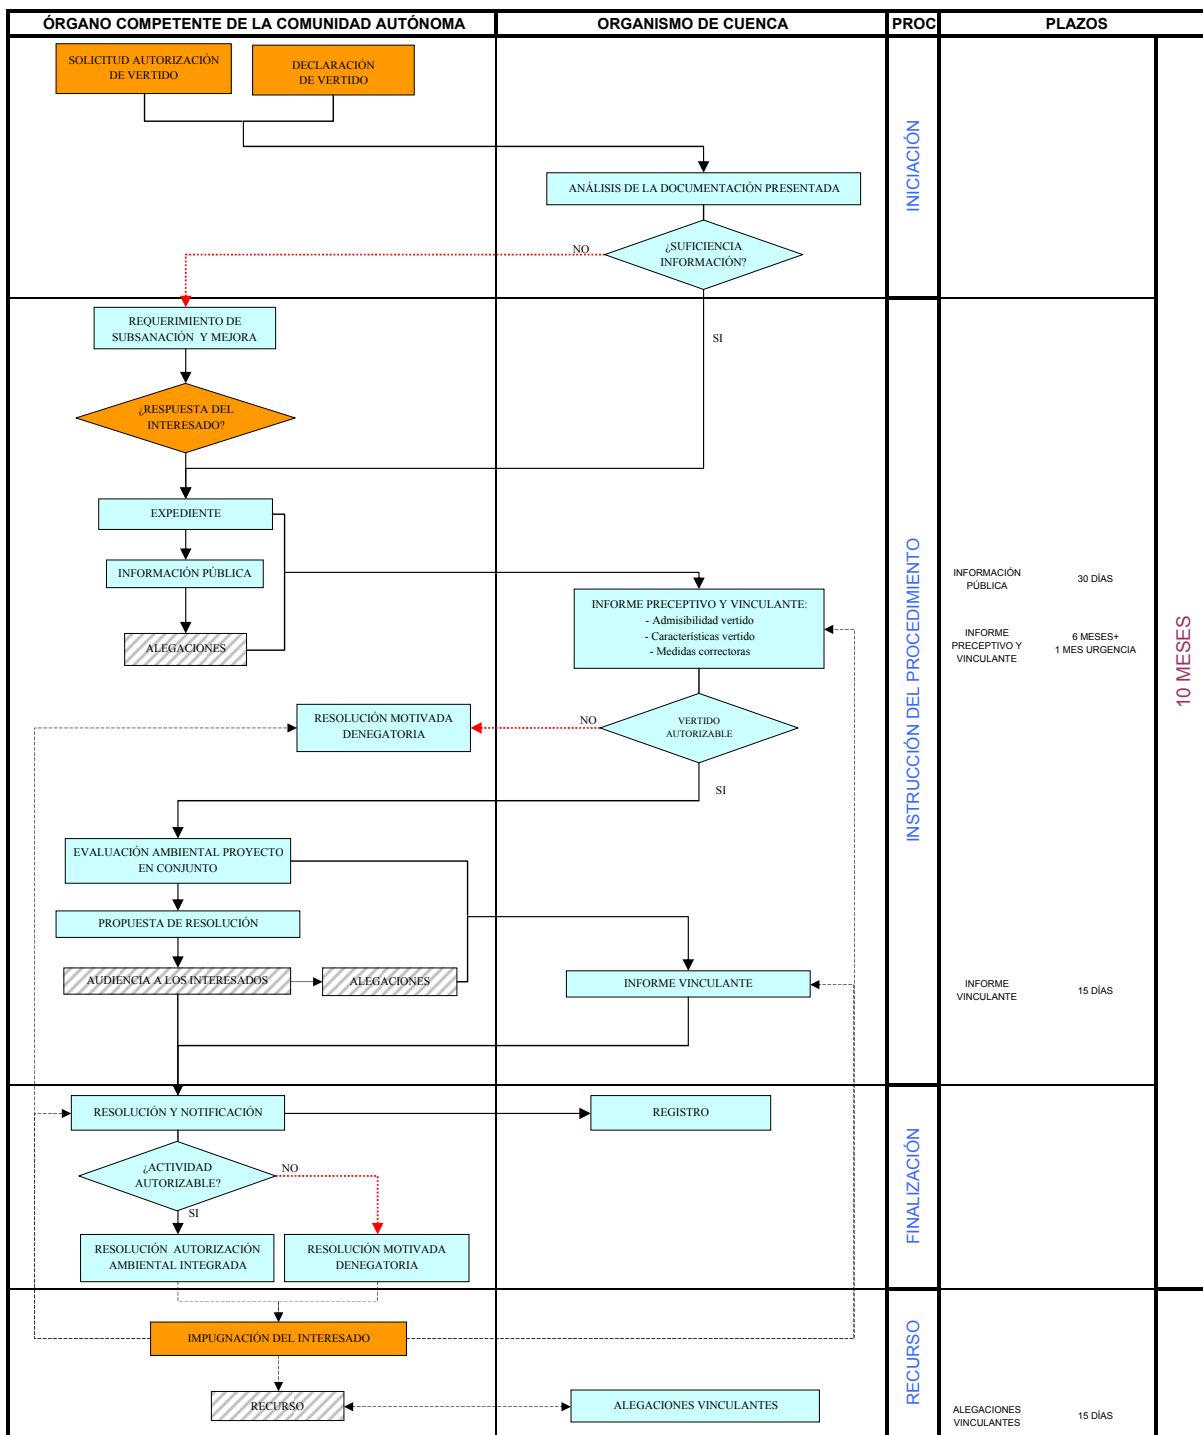 ÓRGANO COMPETENTE DE LA COMUNIDAD AUTÓNOMA
ORGANISMO DE CUENCA
PROC
PLAZOS
SOLICITUD AUTORIZACIÓN
DE VERTIDO
DECLARACIÓN
DE VERTIDO
INICIACIÓN
ANÁLISIS DE LA DOCUMENTACIÓN PRESENTADA
¿SUFICIENCIA
INFORMACIÓN?
NO
SI
REQUERIMIENTO DE
SUBSANACIÓN Y MEJORA
¿RESPUESTA DEL
INTERESADO?
EXPEDIENTE
INFORMACIÓN PÚBLICA
ALEGACIONES
INFORME PRECEPTIVO Y VINCULANTE:
- Admisibilidad vertido
- Características vertido
- Medidas correctoras
INSTRUCCIÓN DEL PROCEDIMIENTO
INFORMACIÓN
PÚBLICA
30 DÍAS
INFORME
PRECEPTIVO Y
VINCULANTE
6 MESES+
1 MES URGENCIA
10 MESES
RESOLUCIÓN MOTIVADA
DENEGATORIA
NO
VERTIDO
AUTORIZABLE
SI
EVALUACIÓN AMBIENTAL PROYECTO
EN CONJUNTO
PROPUESTA DE RESOLUCIÓN
AUDIENCIA A LOS INTERESADOS
ALEGACIONES
INFORME VINCULANTE
INFORME
VINCULANTE
15 DÍAS
RESOLUCIÓN Y NOTIFICACIÓN
REGISTRO
FINALIZACIÓN
¿ACTIVIDAD
AUTORIZABLE?
NO
SI
RESOLUCIÓN AUTORIZACIÓN
AMBIENTAL INTEGRADA
RESOLUCIÓN MOTIVADA
DENEGATORIA
IMPUGNACIÓN DEL INTERESADO
RECURSO
RECURSO
ALEGACIONES VINCULANTES
ALEGACIONES
VINCULANTES
15 DÍAS